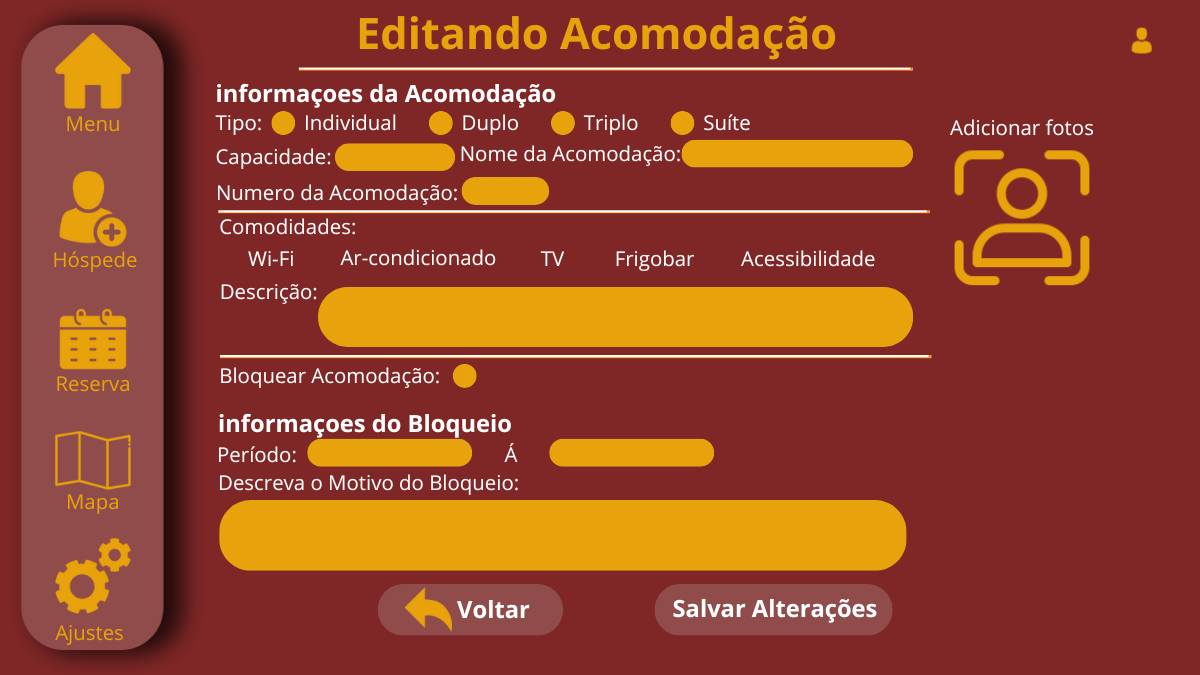 Editando Acomodação
Menu
Hóspede
Reserva
Mapa
Ajustes
informaçoes da Acomodação
Tipo: Individual Duplo Triplo Suíte
Capacidade: Nome da Acomodação:
Numero da Acomodação:
Comodidades:
Wi-Fi Ar-condicionado TV Frigobar Acessibilidade
Descrição:
Bloquear Acomodação:
informaçoes do Bloqueio
Período: Á
Descreva o Motivo do Bloqueio:
Voltar Salvar Alterações
Adicionar fotos